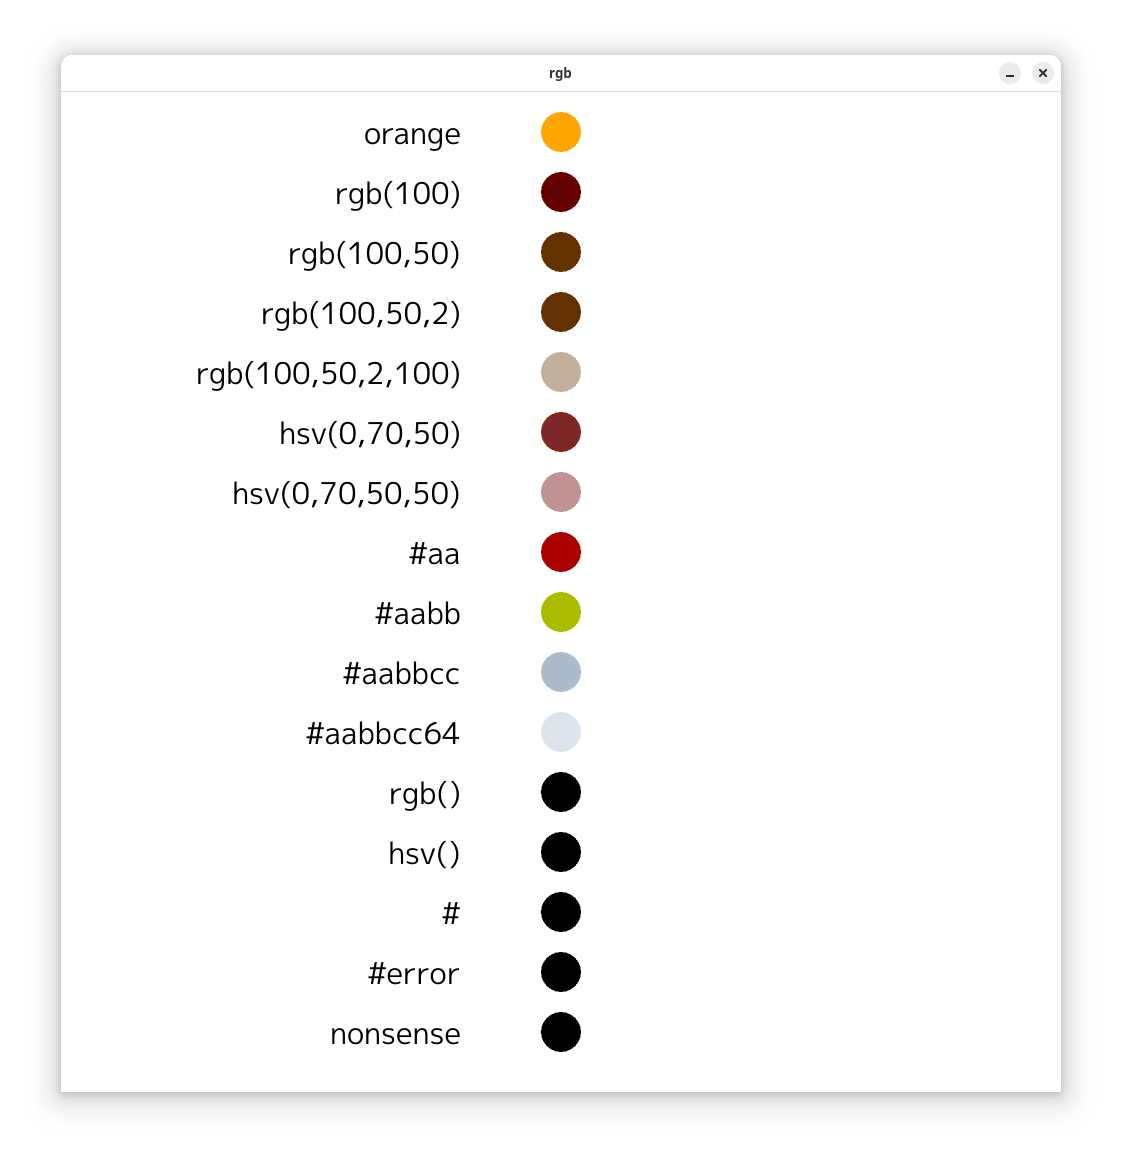 rgb
orange
rgb(100)
rgb(100,50)
rgb(100,50,2)
rgb(100,50,2,100)
hsv(0,70,50)
hsv(0,70,50,50)
#aa
#aabb
#aabbcc
#aabbcc64
rgb()
hsv()
#
#error
nonsense